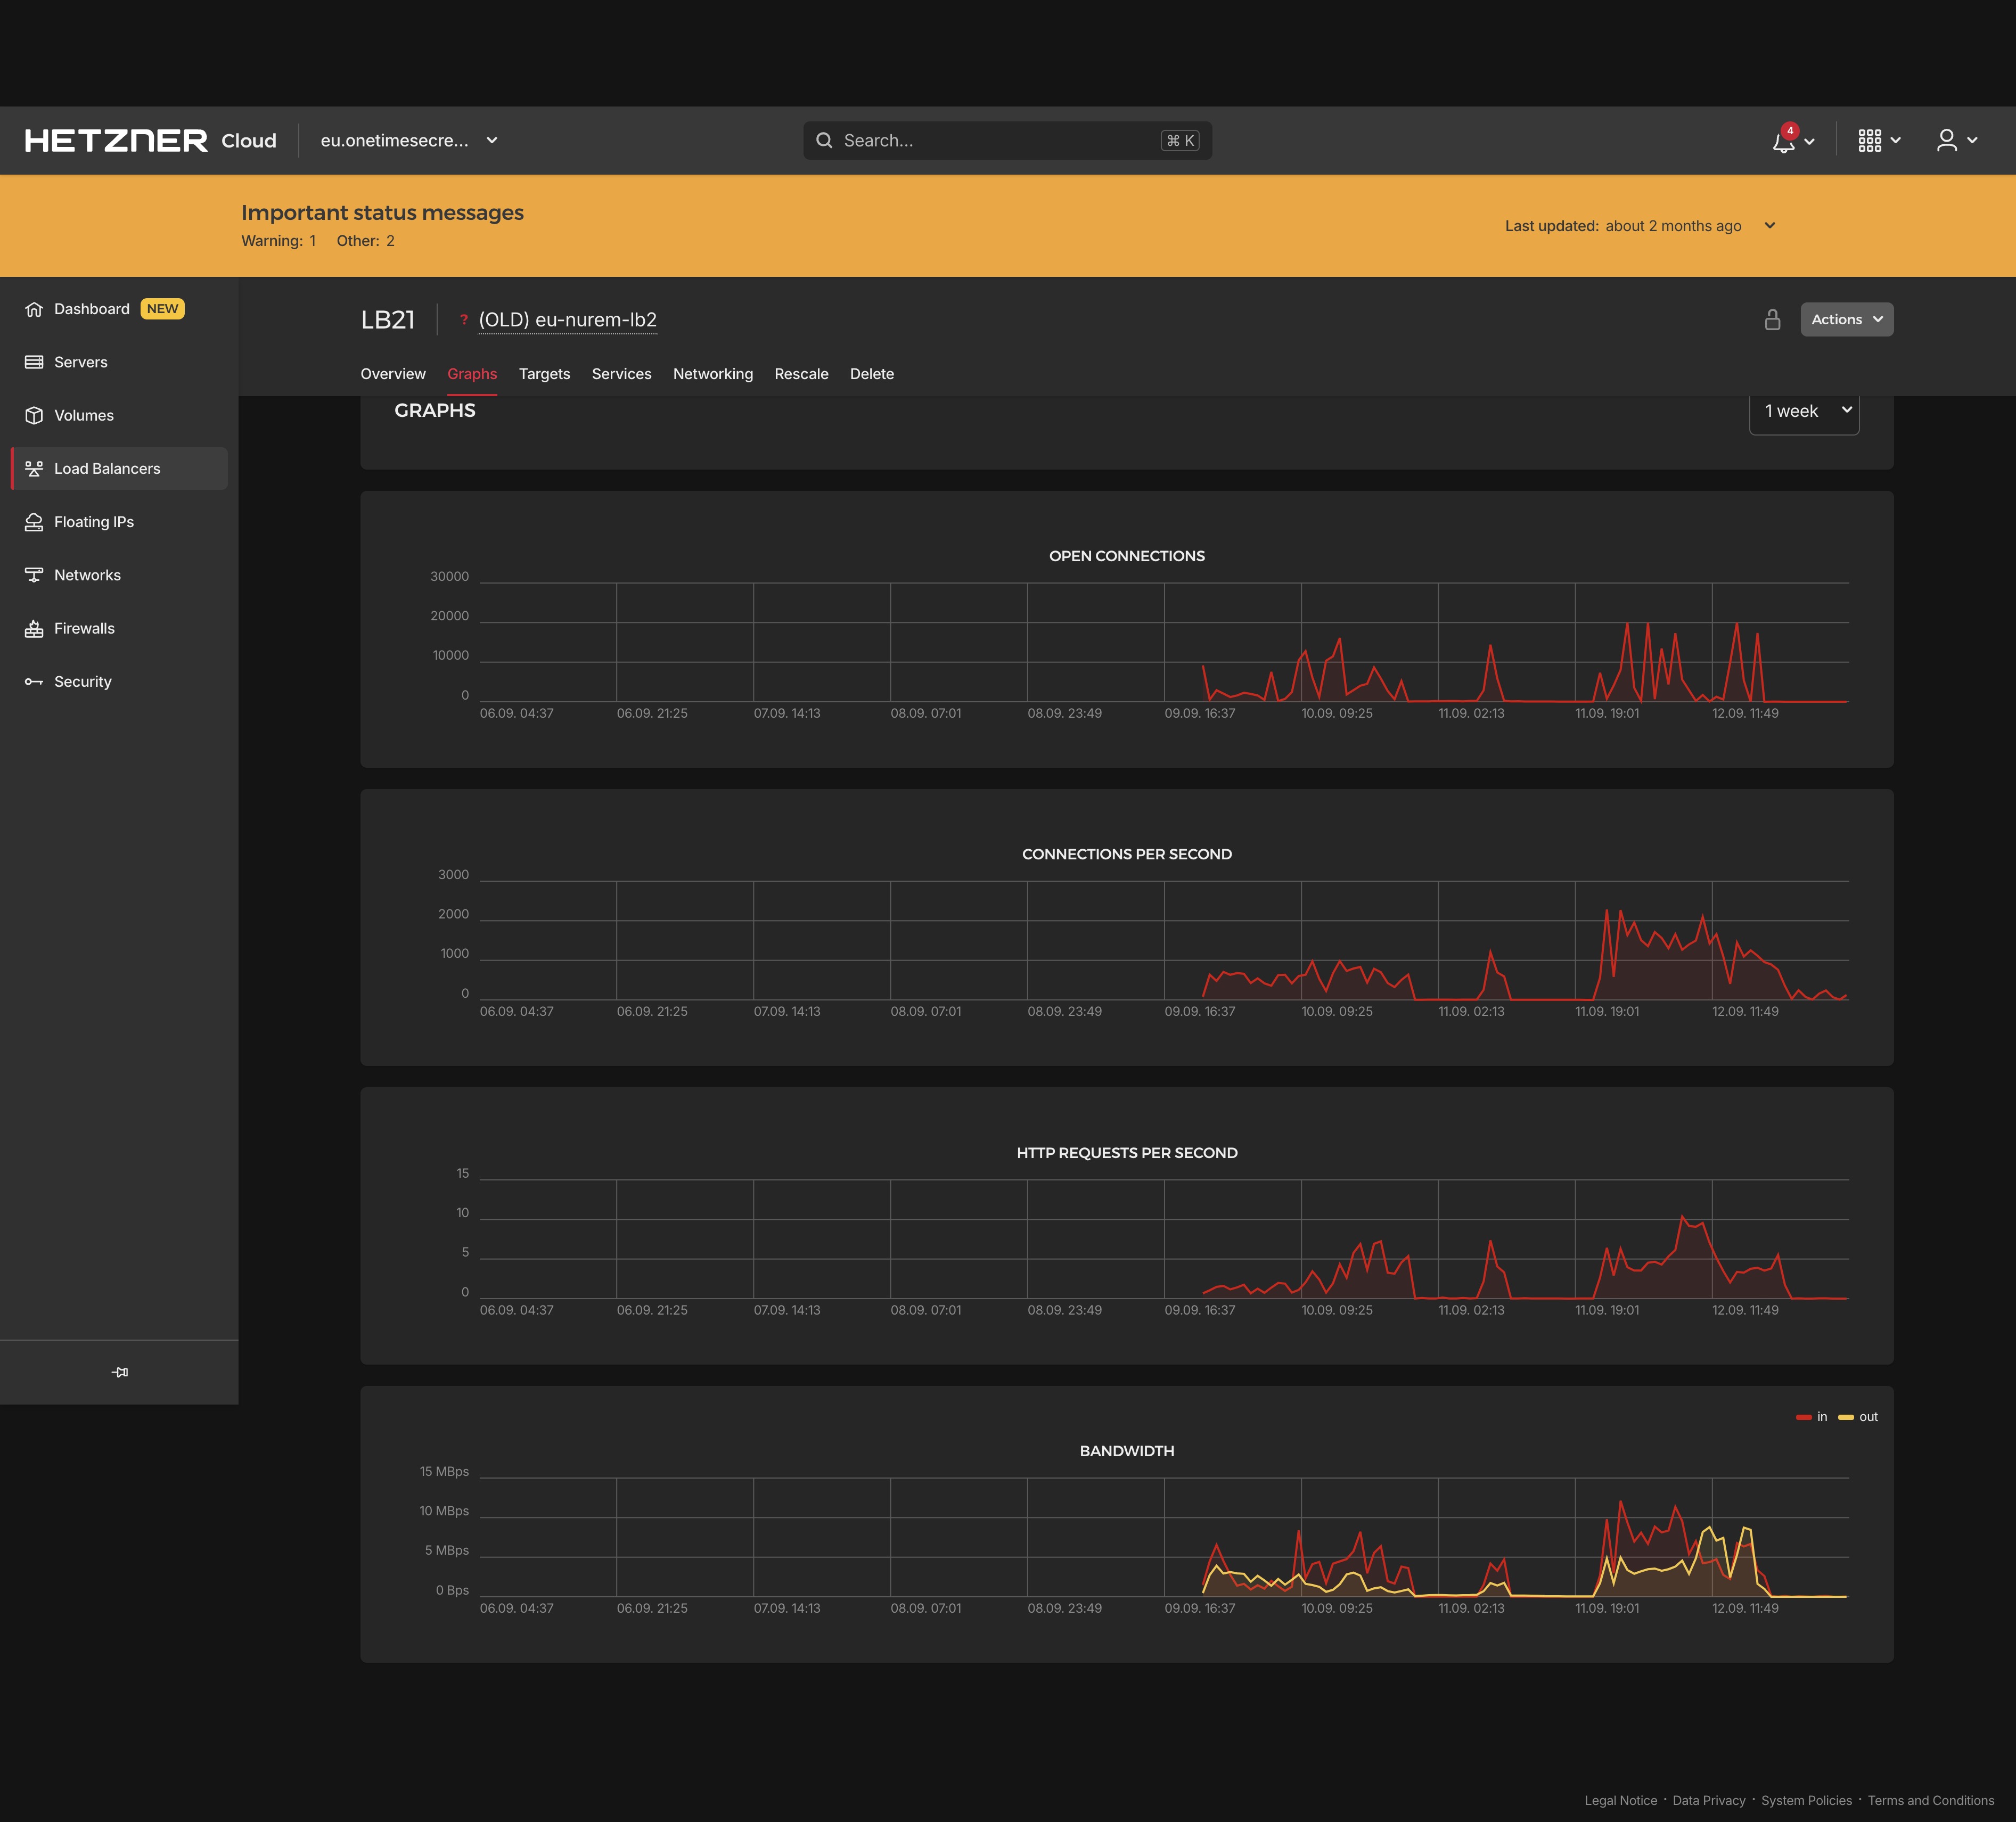 HETZNER Cloud eu.onetimesecre... Search... ⌘ K 4
Important status messages
Warning: 1 Other: 2
Last updated: about 2 months ago
Dashboard NEW
Servers
Volumes
Load Balancers
Floating IPs
Networks
Firewalls
Security
LB21 ? (OLD) eu-nurem-lb2 Actions
Overview Graphs Targets Services Networking Rescale Delete
GRAPHS 1 week
OPEN CONNECTIONS
30000
20000
10000
0
06.09. 04:37 06.09. 21:25 07.09. 14:13 08.09. 07:01 08.09. 23:49 09.09. 16:37 10.09. 09:25 11.09. 02:13 11.09. 19:01 12.09. 11:49
CONNECTIONS PER SECOND
3000
2000
1000
0
06.09. 04:37 06.09. 21:25 07.09. 14:13 08.09. 07:01 08.09. 23:49 09.09. 16:37 10.09. 09:25 11.09. 02:13 11.09. 19:01 12.09. 11:49
HTTP REQUESTS PER SECOND
15
10
5
0
06.09. 04:37 06.09. 21:25 07.09. 14:13 08.09. 07:01 08.09. 23:49 09.09. 16:37 10.09. 09:25 11.09. 02:13 11.09. 19:01 12.09. 11:49
in out
BANDWIDTH
15 MBps
10 MBps
5 MBps
0 Bps
06.09. 04:37 06.09. 21:25 07.09. 14:13 08.09. 07:01 08.09. 23:49 09.09. 16:37 10.09. 09:25 11.09. 02:13 11.09. 19:01 12.09. 11:49
Legal Notice · Data Privacy · System Policies · Terms and Conditions